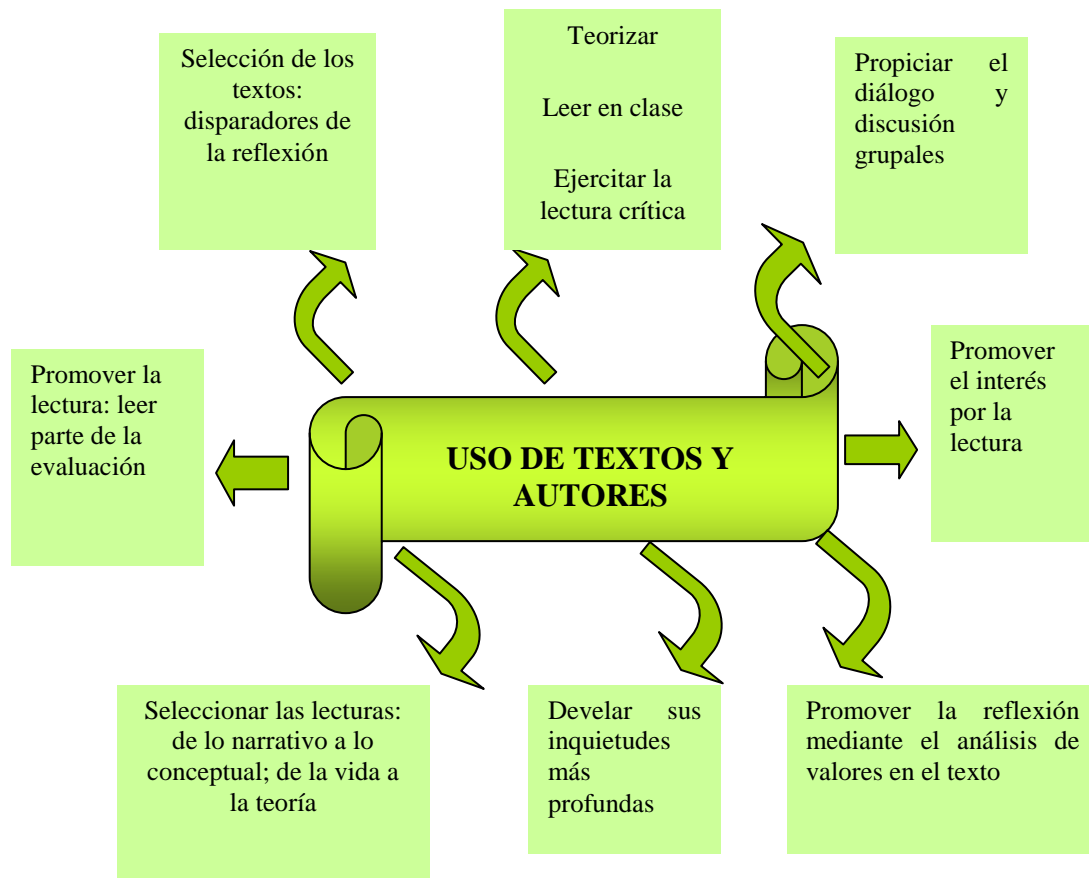 Selección de los
textos:
disparadores de
la reflexión
Teorizar
Leer en clase
Ejercitar la
lectura crítica
Propiciar el
diálogo y
discusión
grupales
Promover la
lectura: leer
parte de la
evaluación
USO DE TEXTOS Y
AUTORES
Promover
el interés
por la
lectura
Seleccionar las lecturas:
de lo narrativo a lo
conceptual; de la vida a
la teoría
Develar sus
inquietudes
más
profundas
Promover la reflexión
mediante el análisis de
valores en el texto